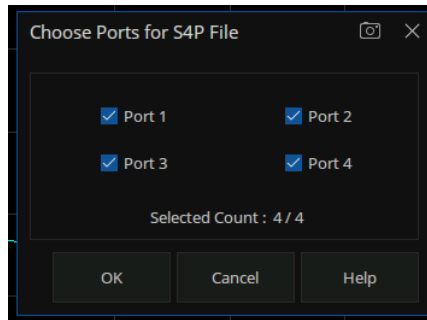 Choose Ports for S4P File
Port 1 Port 2
Port 3 Port 4
Selected Count : 4 / 4
OK Cancel Help